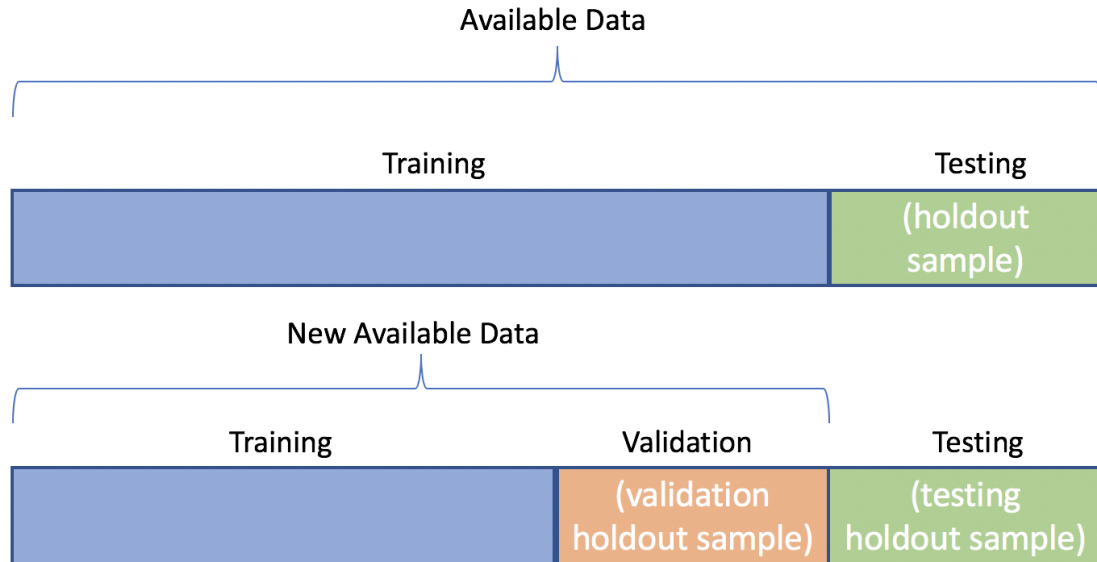 Available Data
Training
Testing
(holdout
sample)
New Available Data
Training
Validation
Testing
(validation
holdout sample)
(testing
holdout sample)